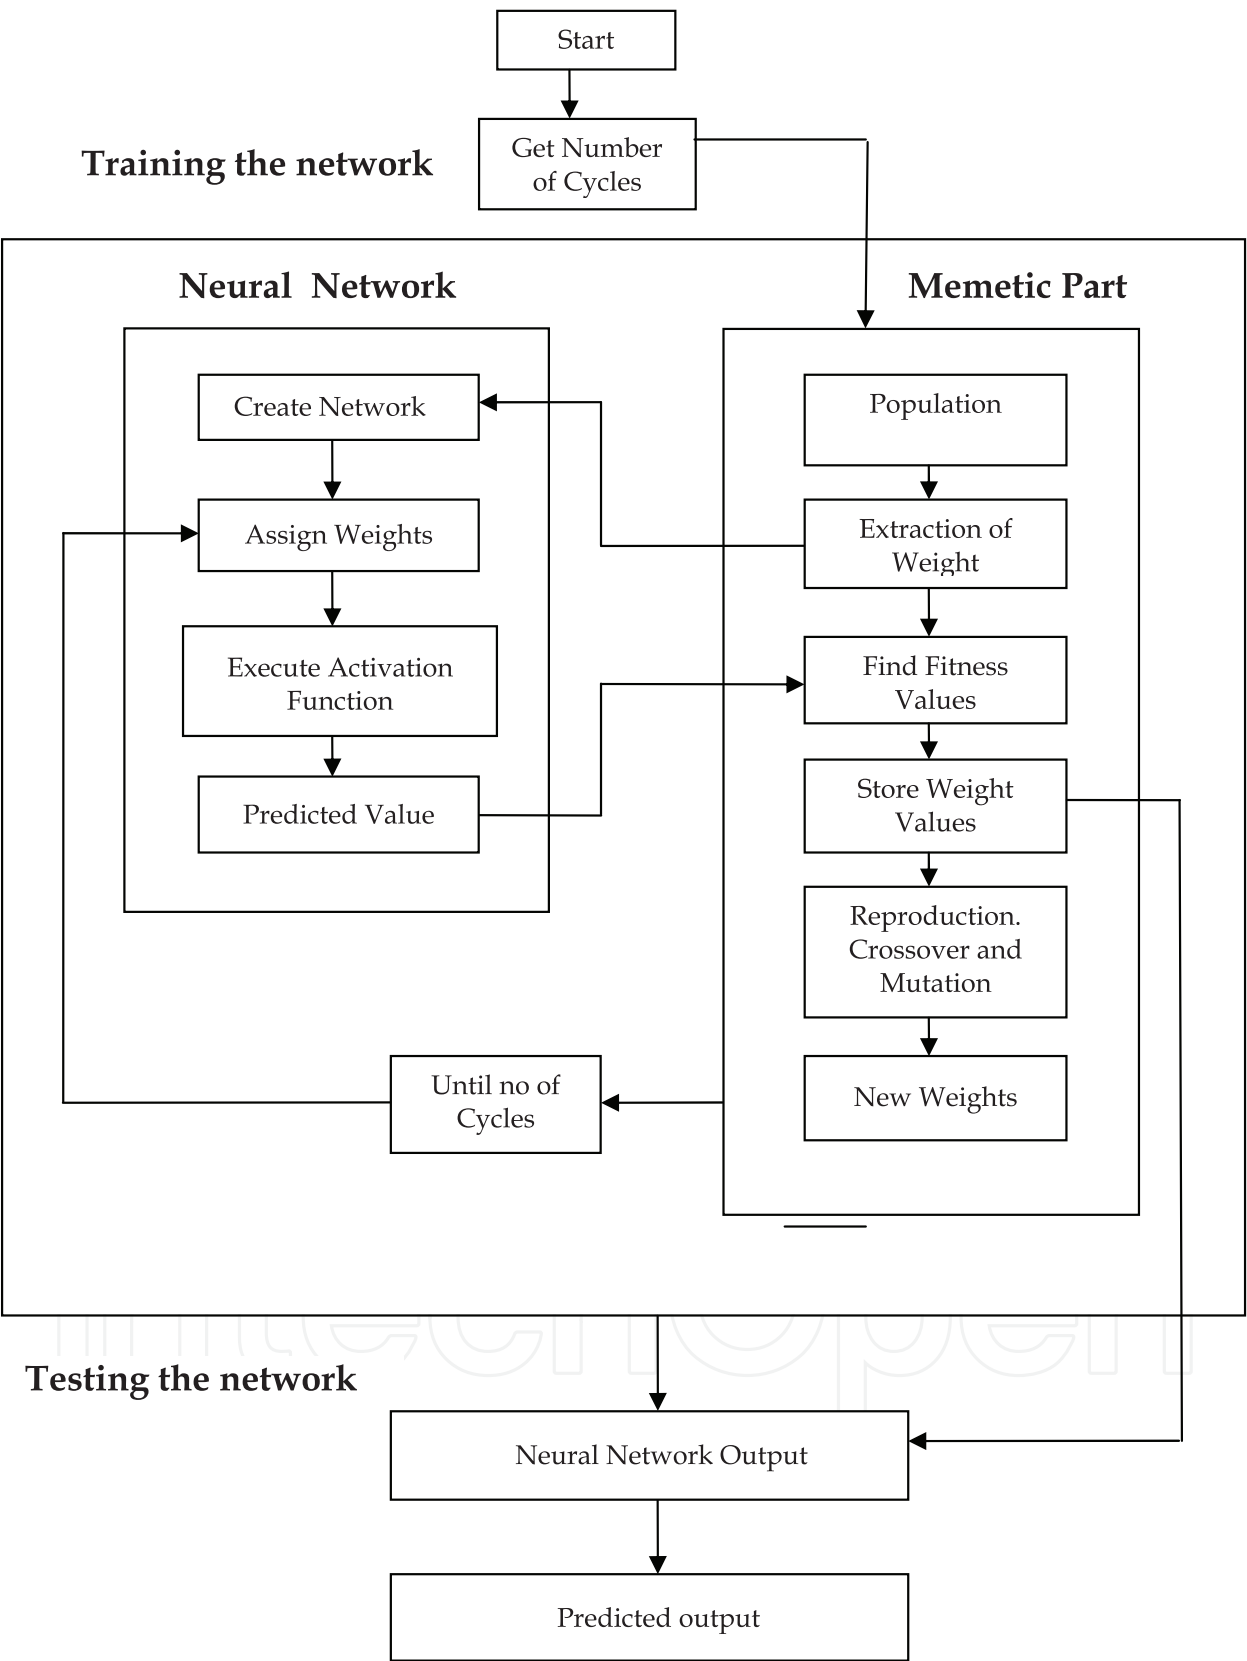 Start
Training the network
Get Number
of Cycles
Neural Network
Memetic Part
Create Network
Assign Weights
Execute Activation
Function
Predicted Value
Population
Extraction of
Weight
Find Fitness
Values
Store Weight
Values
Reproduction.
Crossover and
Mutation
New Weights
Until no of
Cycles
intechopen
Testing the network
Neural Network Output
Predicted output